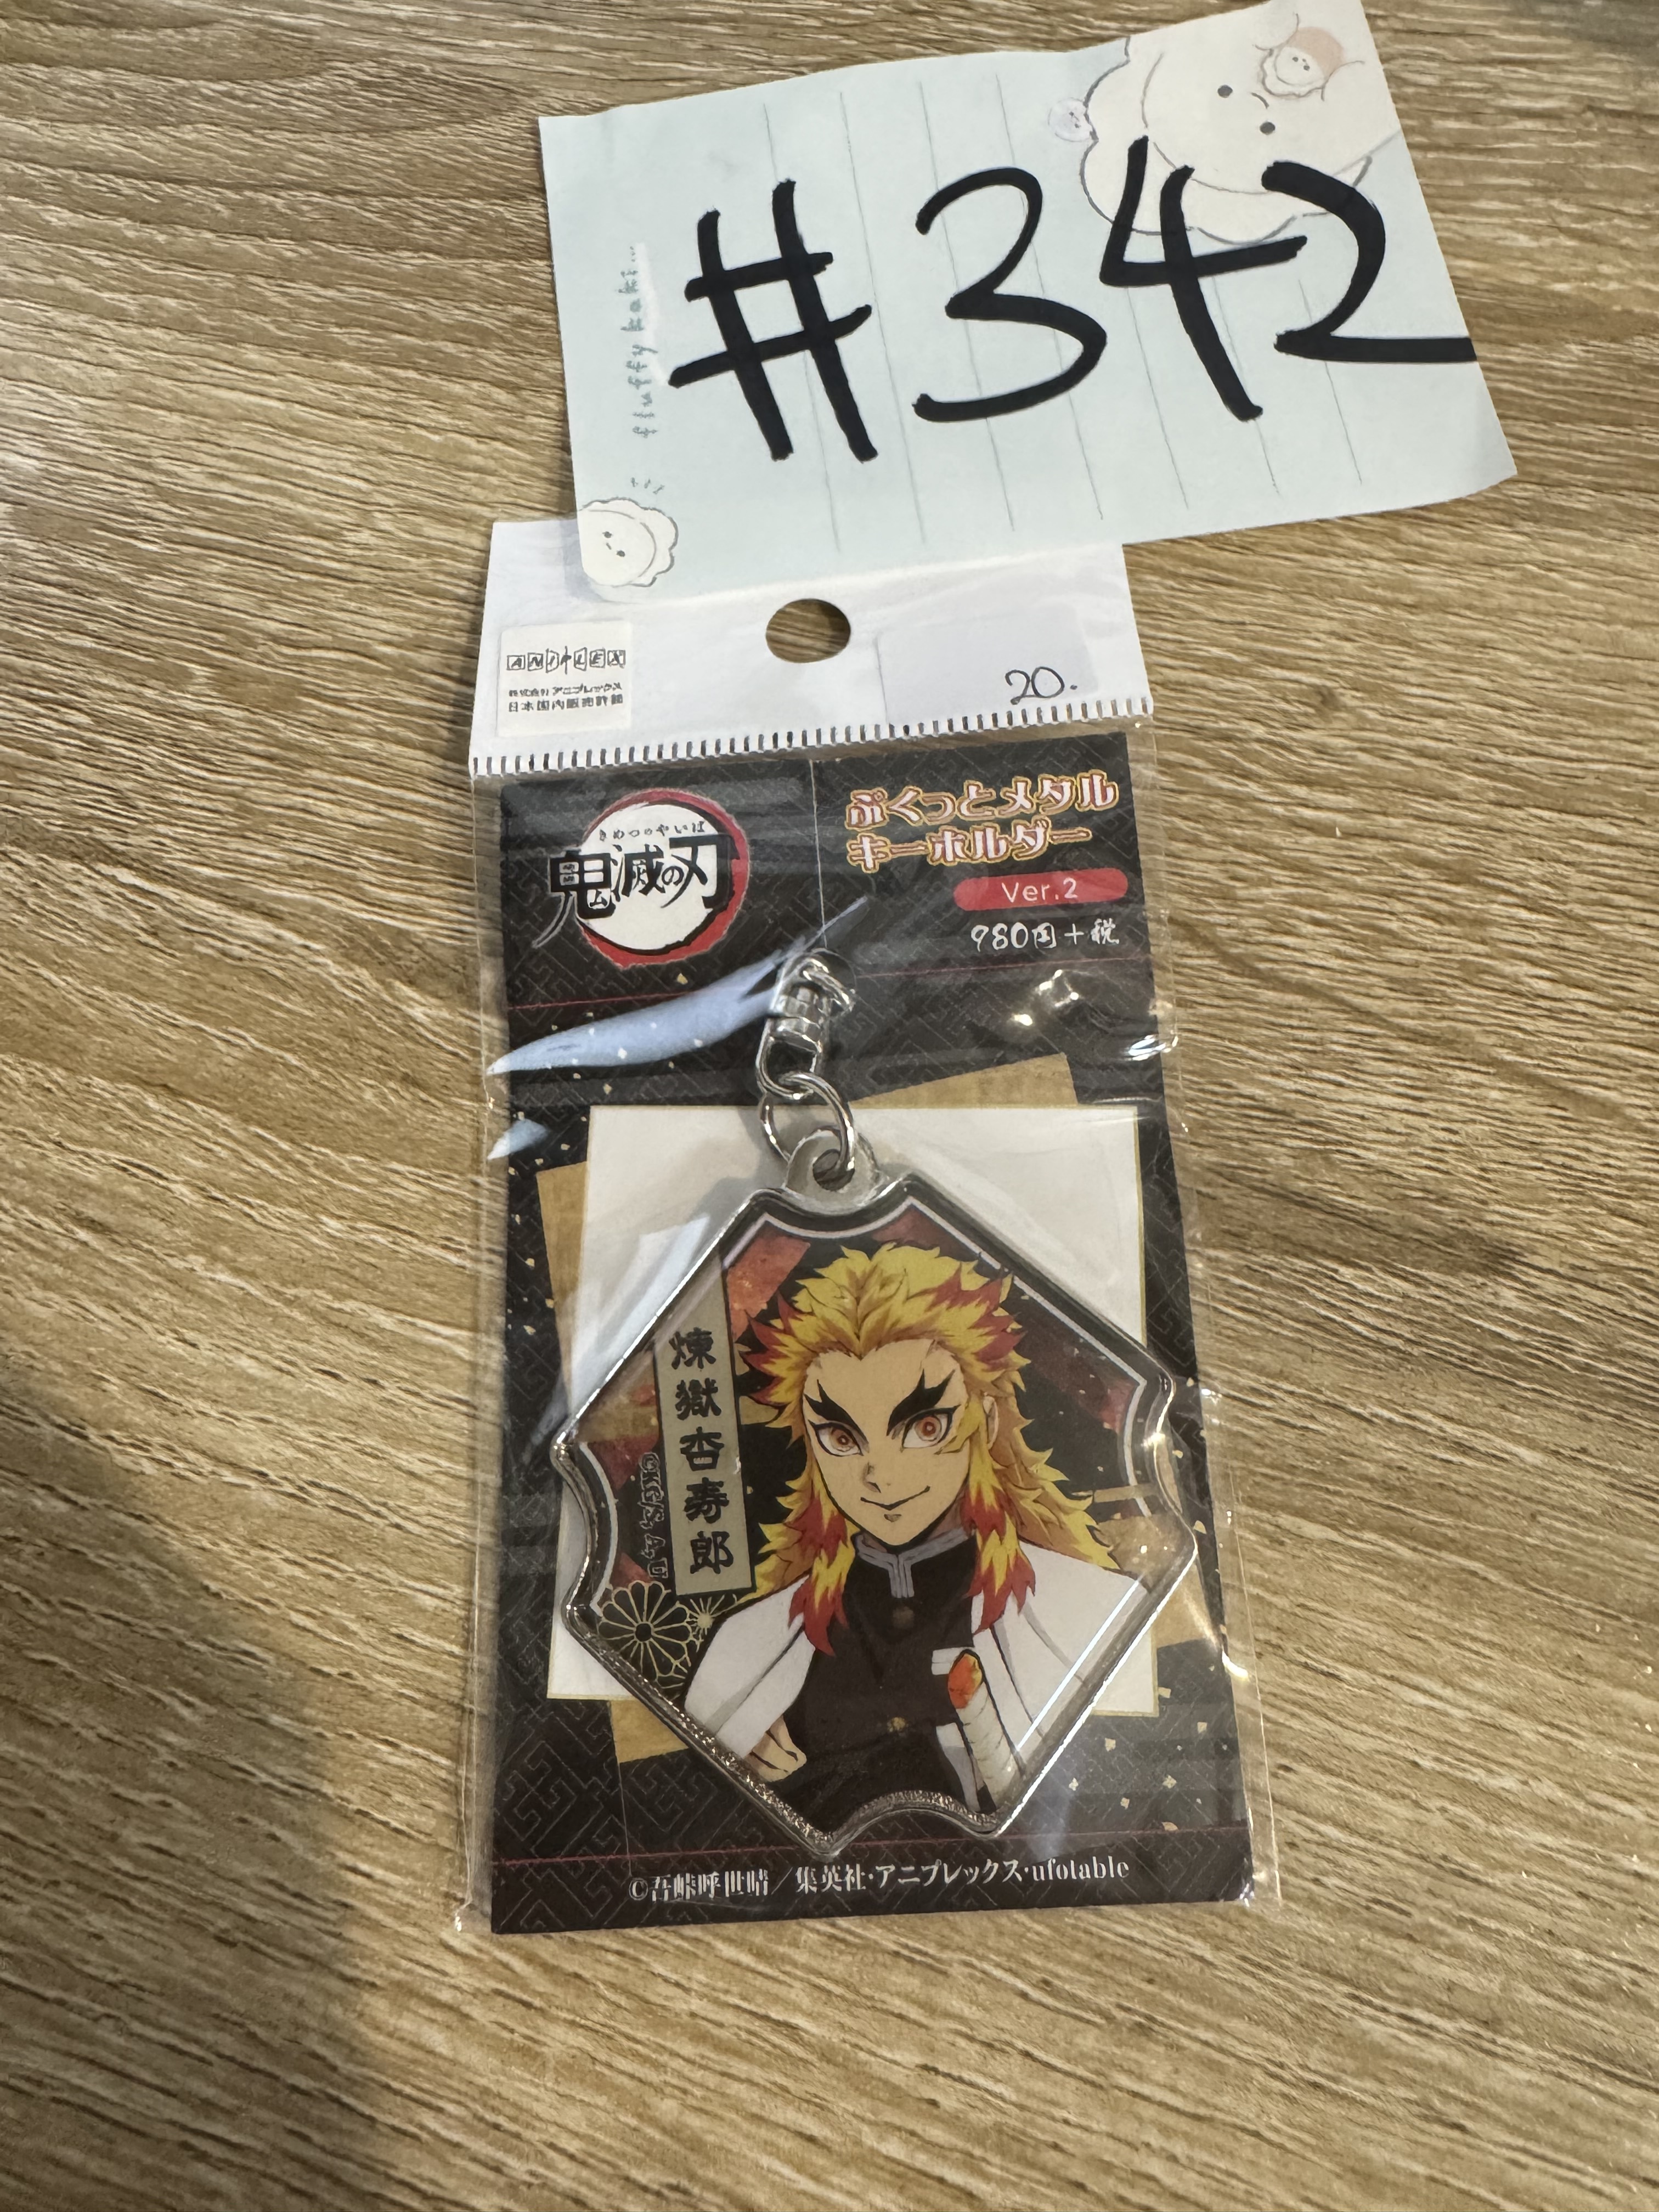 #342
fluffy kaki...
ANIPLEX
株式会社アニプレックス
日本国内販売許諾
20.
きめつのやいば
鬼滅の刃
ぷくっとメタル
キーホルダー
Ver.2
980円+税
煉獄杏寿郎
©K.G/S,A,U
©吾峠呼世晴/集英社・アニプレックス・ufotable